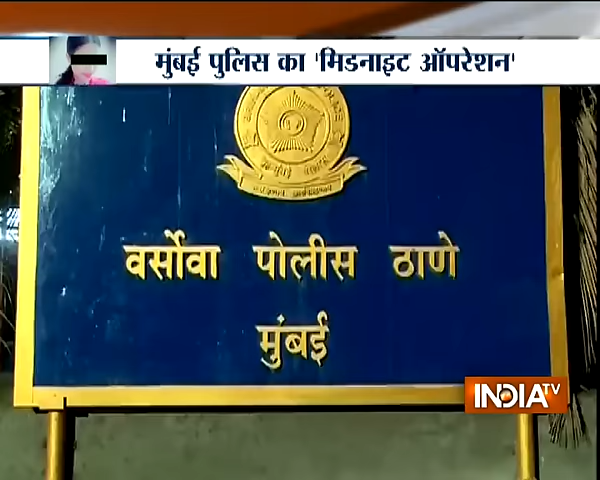 मुंबई पुलिस का 'मिडनाइट ऑपरेशन'
वर्सोवा पोलीस ठाणे
मुंबई
INDIA TV